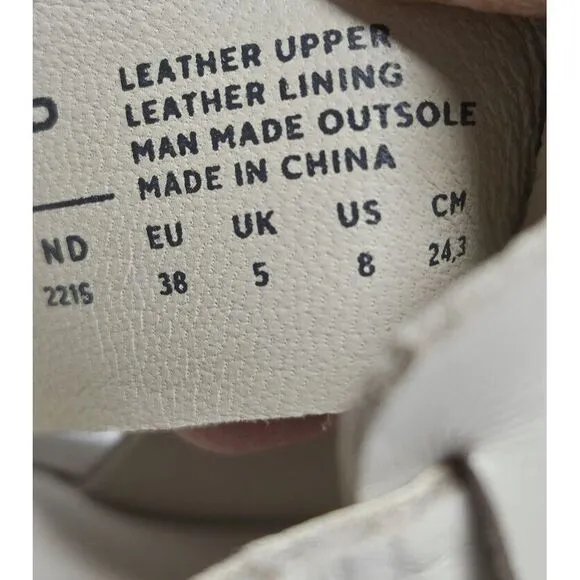 LEATHER UPPER
LEATHER LINING
MAN MADE OUTSOLE
MADE IN CHINA
ND EU UK US CM
221S 38 5 8 24,3